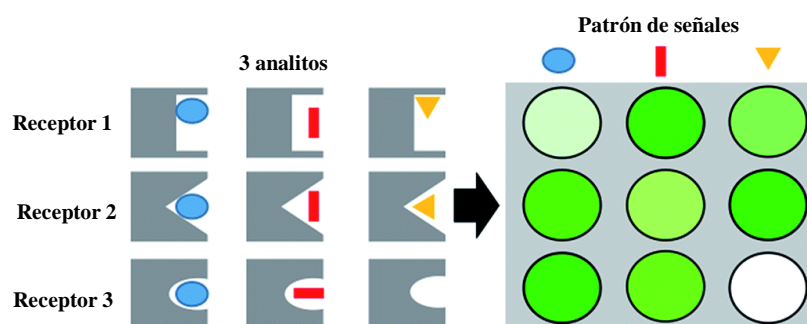 Patrón de señales
3 analitos
Receptor 1
Receptor 2
Receptor 3